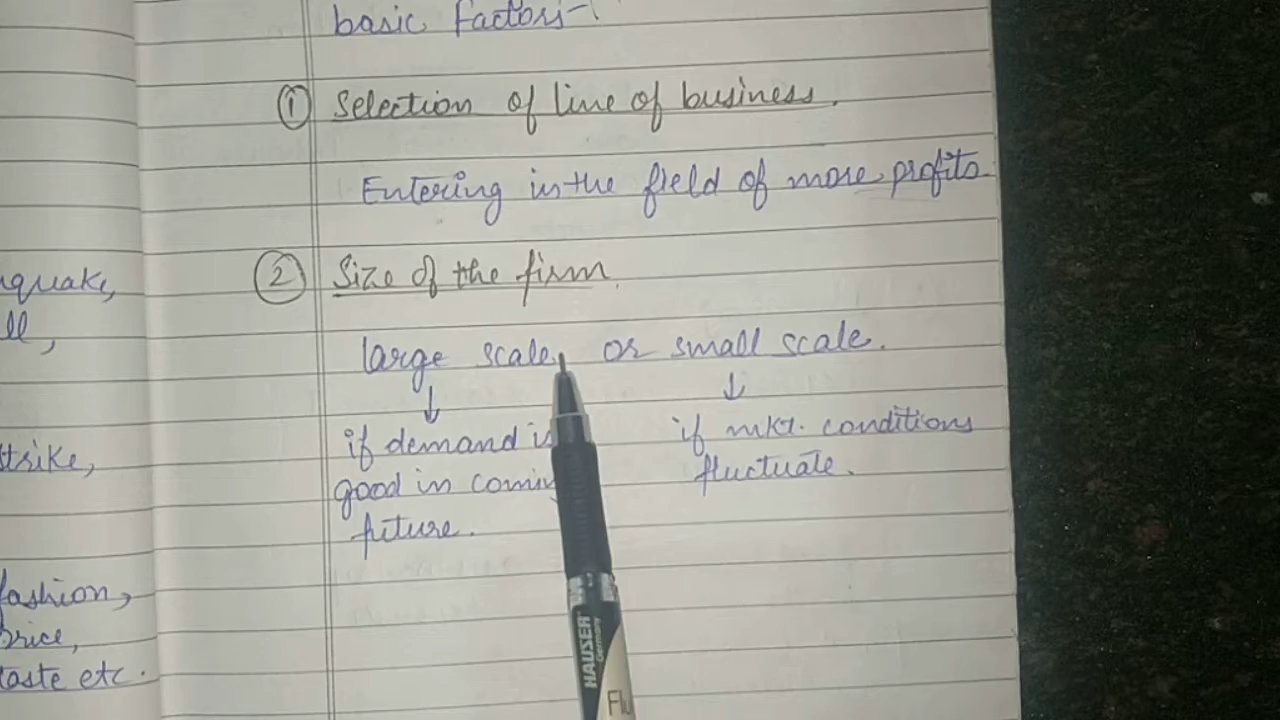 basic factors-
① Selection of line of business.
Entering in the field of more profits
② Size of the firm.
large scale or small scale.
↓ ↓
if demand is if mkt. conditions
good in coming fluctuate.
future.
quake,
ll,
trike,
fashion,
price,
taste etc.
HAUSER
Germany